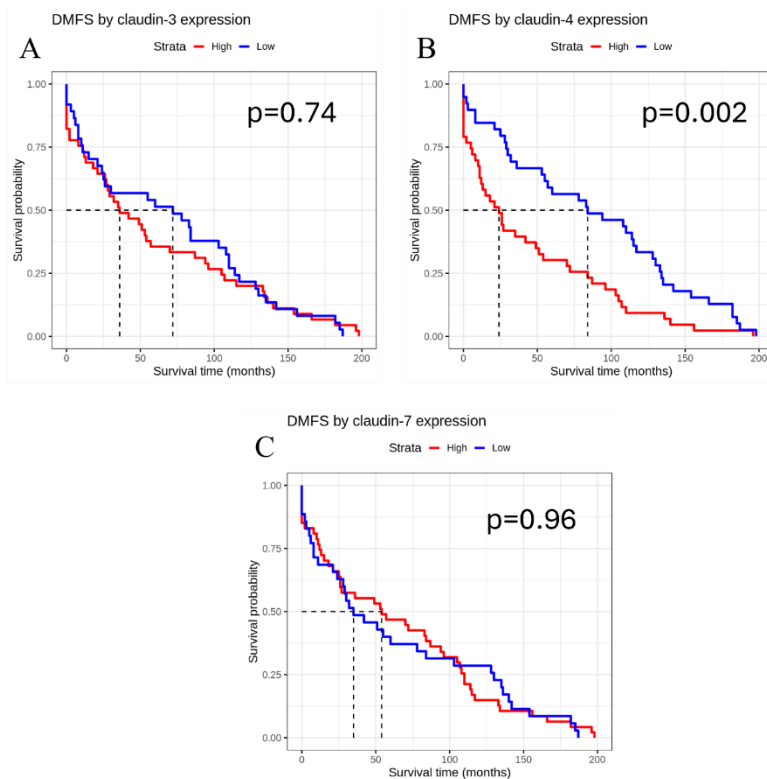 DMFS by claudin-3 expression
A
Strata High Low
p=0.74
Survival probability
1.00
0.75
0.50
0.25
0.00
0 50 100 150 200
Survival time (months)
DMFS by claudin-4 expression
B
Strata High Low
p=0.002
Survival probability
1.00
0.75
0.50
0.25
0.00
0 50 100 150 200
Survival time (months)
DMFS by claudin-7 expression
C
Strata High Low
p=0.96
Survival probability
1.00
0.75
0.50
0.25
0.00
0 50 100 150 200
Survival time (months)